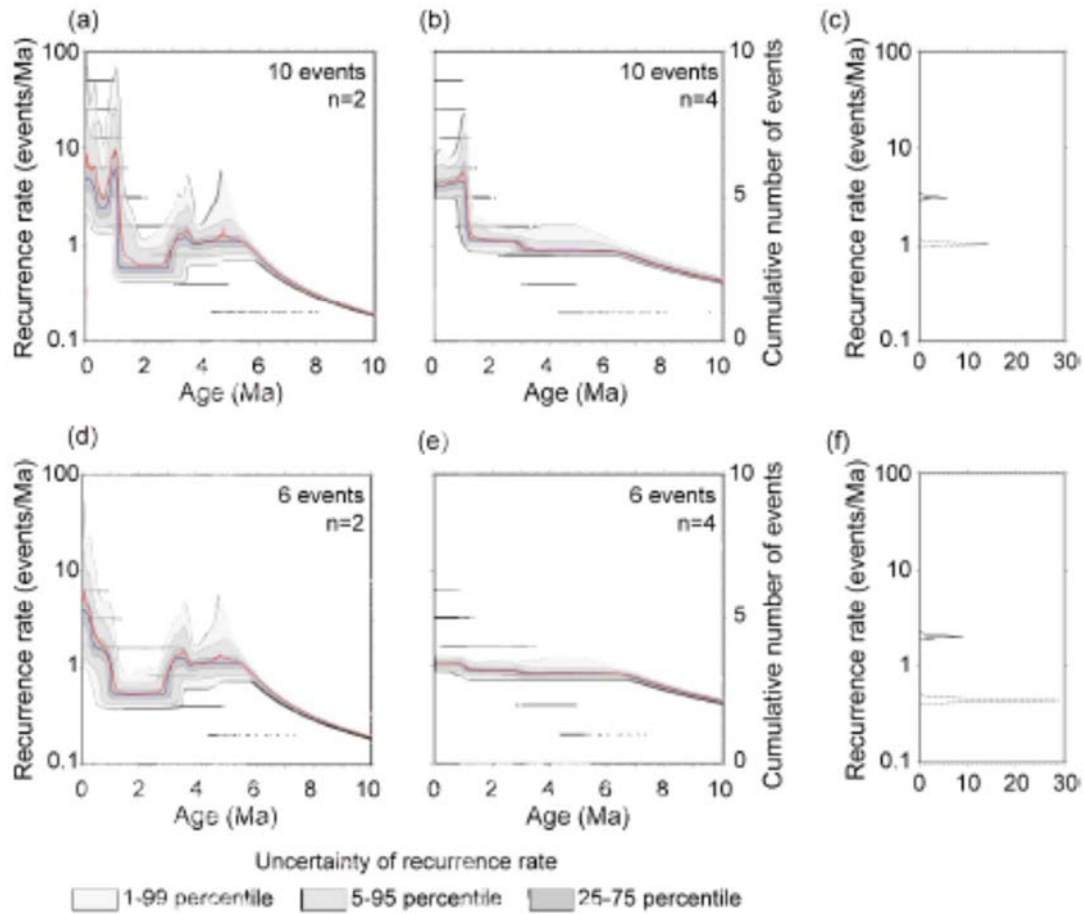 (a) (b) (c)
Recurrence rate (events/Ma)
100
10
1
0.1
10 events
n=2
0 2 4 6 8 10
Age (Ma)
10 events
n=4
0 2 4 6 8 10
Age (Ma)
10
5
0
Cumulative number of events
Recurrence rate (events/Ma)
100
10
1
0.1
0 10 20 30
(d) (e) (f)
Recurrence rate (events/Ma)
100
10
1
0.1
6 events
n=2
0 2 4 6 8 10
Age (Ma)
6 events
n=4
0 2 4 6 8 10
Age (Ma)
10
5
0
Cumulative number of events
Recurrence rate (events/Ma)
100
10
1
0.1
0 10 20 30
Uncertainty of recurrence rate
1-99 percentile 5-95 percentile 25-75 percentile